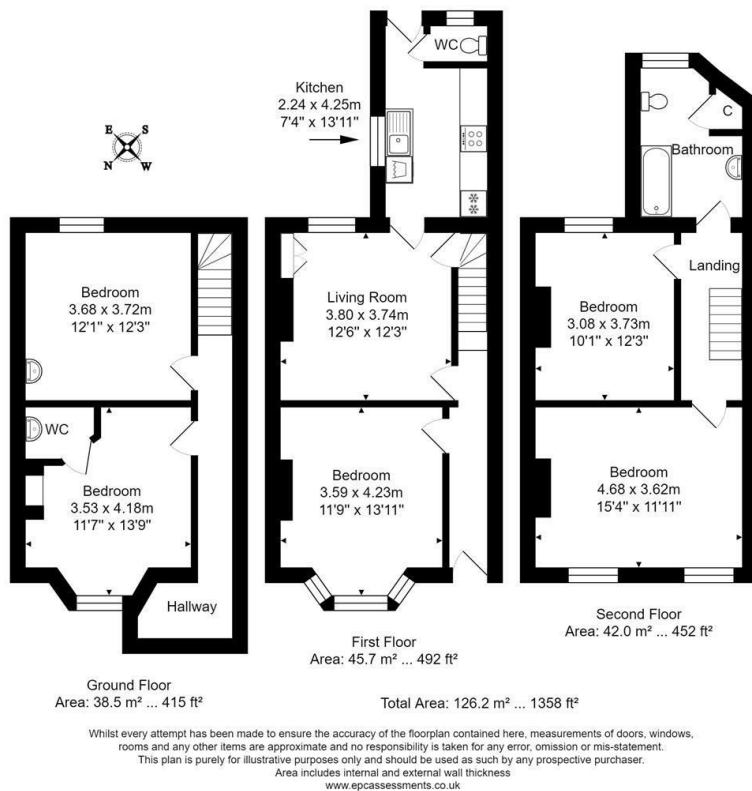 WC
Kitchen
2.24 x 4.25m
7'4" x 13'11"
E S
N W
C
Bathroom
Bedroom
3.68 x 3.72m
12'1" x 12'3"
Living Room
3.80 x 3.74m
12'6" x 12'3"
Landing
Bedroom
3.08 x 3.73m
10'1" x 12'3"
WC
Bedroom
3.53 x 4.18m
11'7" x 13'9"
Bedroom
3.59 x 4.23m
11'9" x 13'11"
Bedroom
4.68 x 3.62m
15'4" x 11'11"
Hallway
Ground Floor
Area: 38.5 m² ... 415 ft²
First Floor
Area: 45.7 m² ... 492 ft²
Second Floor
Area: 42.0 m² ... 452 ft²
Total Area: 126.2 m² ... 1358 ft²
Whilst every attempt has been made to ensure the accuracy of the floorplan contained here, measurements of doors, windows,
rooms and any other items are approximate and no responsibility is taken for any error, omission or mis-statement.
This plan is purely for illustrative purposes only and should be used as such by any prospective purchaser.
Area includes internal and external wall thickness
www.epcassessments.co.uk